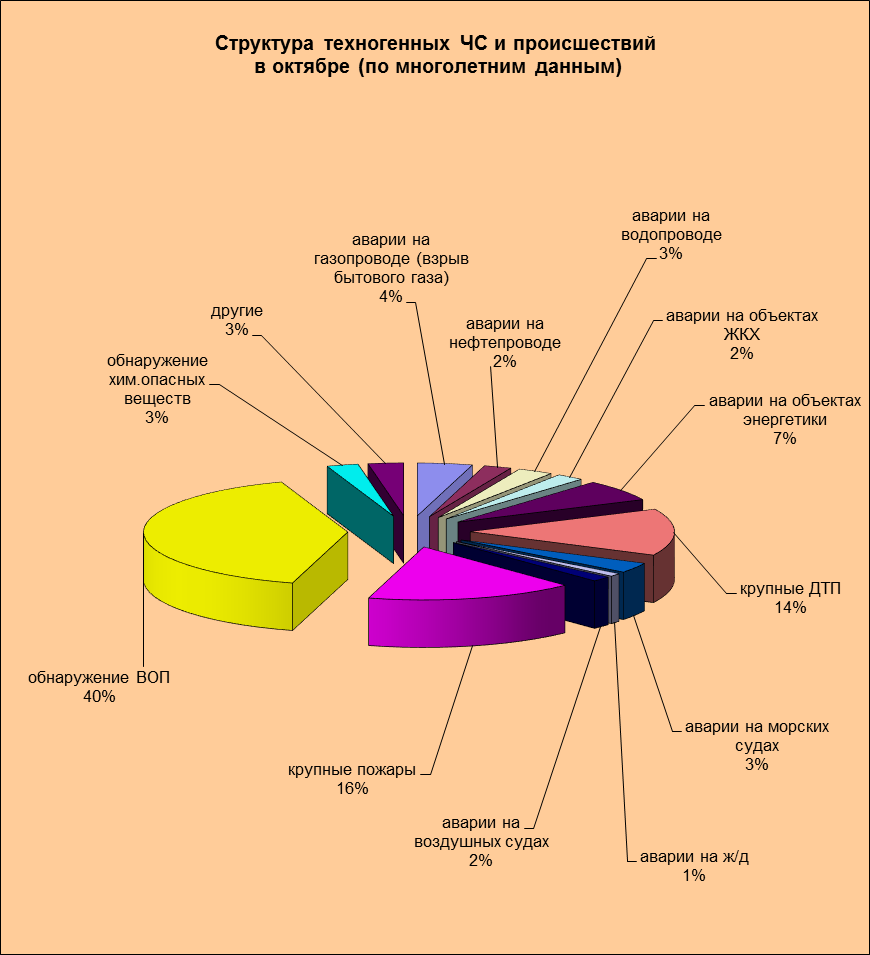 Структура техногенных ЧС и происшествий
в октябре (по многолетним данным)
аварии на
водопроводе
3%
аварии на
газопроводе (взрыв
бытового газа)
4%
другие
3%
аварии на
нефтепроводе
2%
аварии на объектах
ЖКХ
2%
обнаружение
хим.опасных
веществ
3%
аварии на объектах
энергетики
7%
крупные ДТП
14%
обнаружение ВОП
40%
аварии на морских
судах
3%
крупные пожары
16%
аварии на
воздушных судах
2%
аварии на ж/д
1%